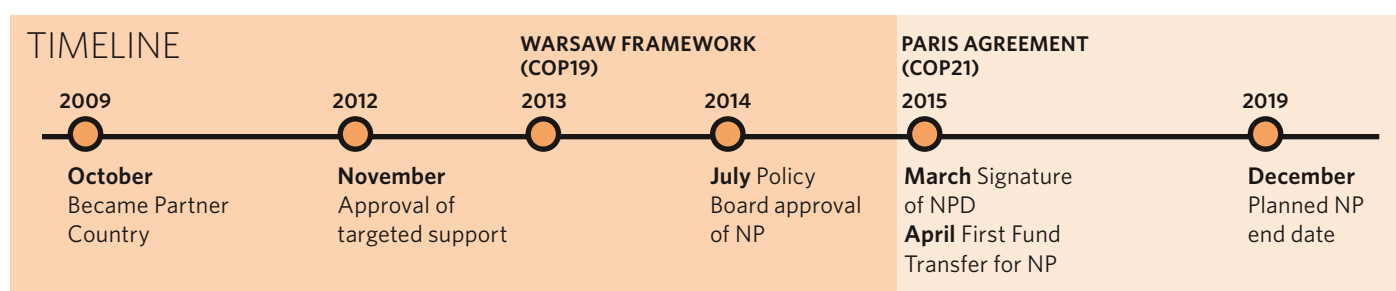 TIMELINE
WARSAW FRAMEWORK
(COP19)
PARIS AGREEMENT
(COP21)
2009
2012
2013
2014
2015
2019
October
Became Partner
Country
November
Approval of
targeted support
July Policy
Board approval
of NP
March Signature
of NPD
April First Fund
Transfer for NP
December
Planned NP
end date